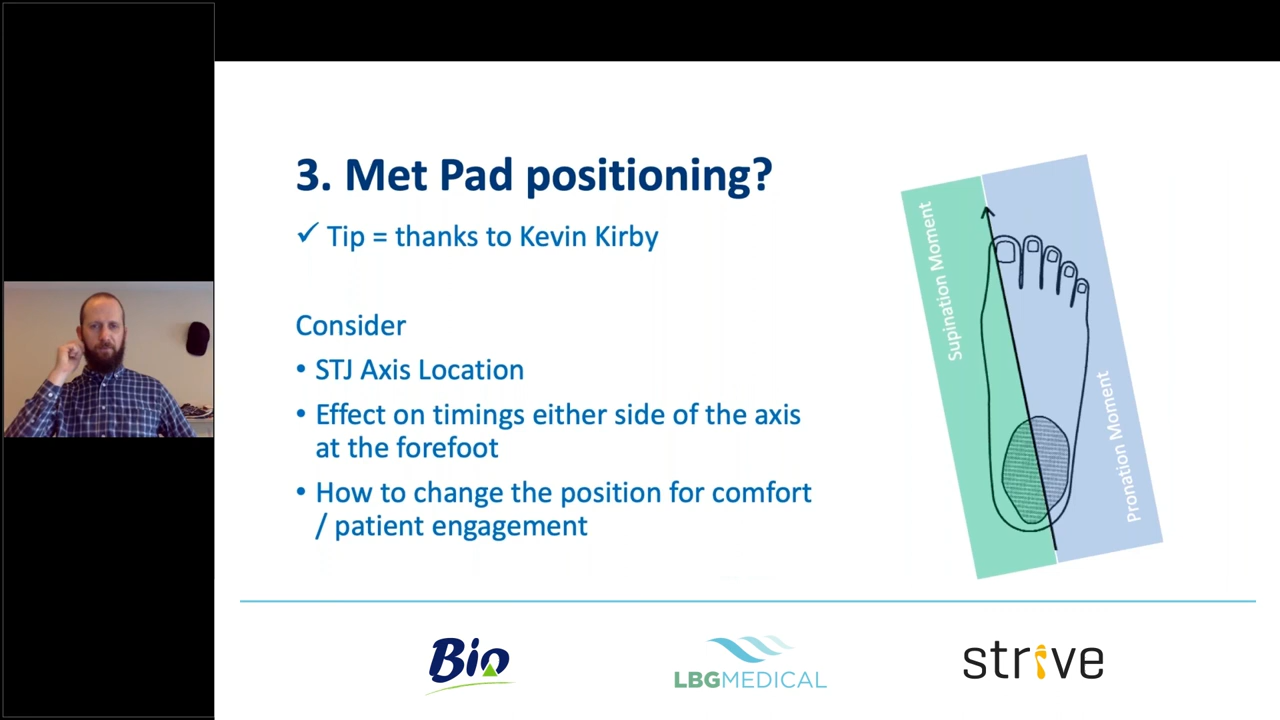 3. Met Pad positioning?
✓ Tip = thanks to Kevin Kirby
Consider
• STJ Axis Location
• Effect on timings either side of the axis
at the forefoot
• How to change the position for comfort
/ patient engagement
Supination Moment
Pronation Moment
Bio
LBGMEDICAL
strive